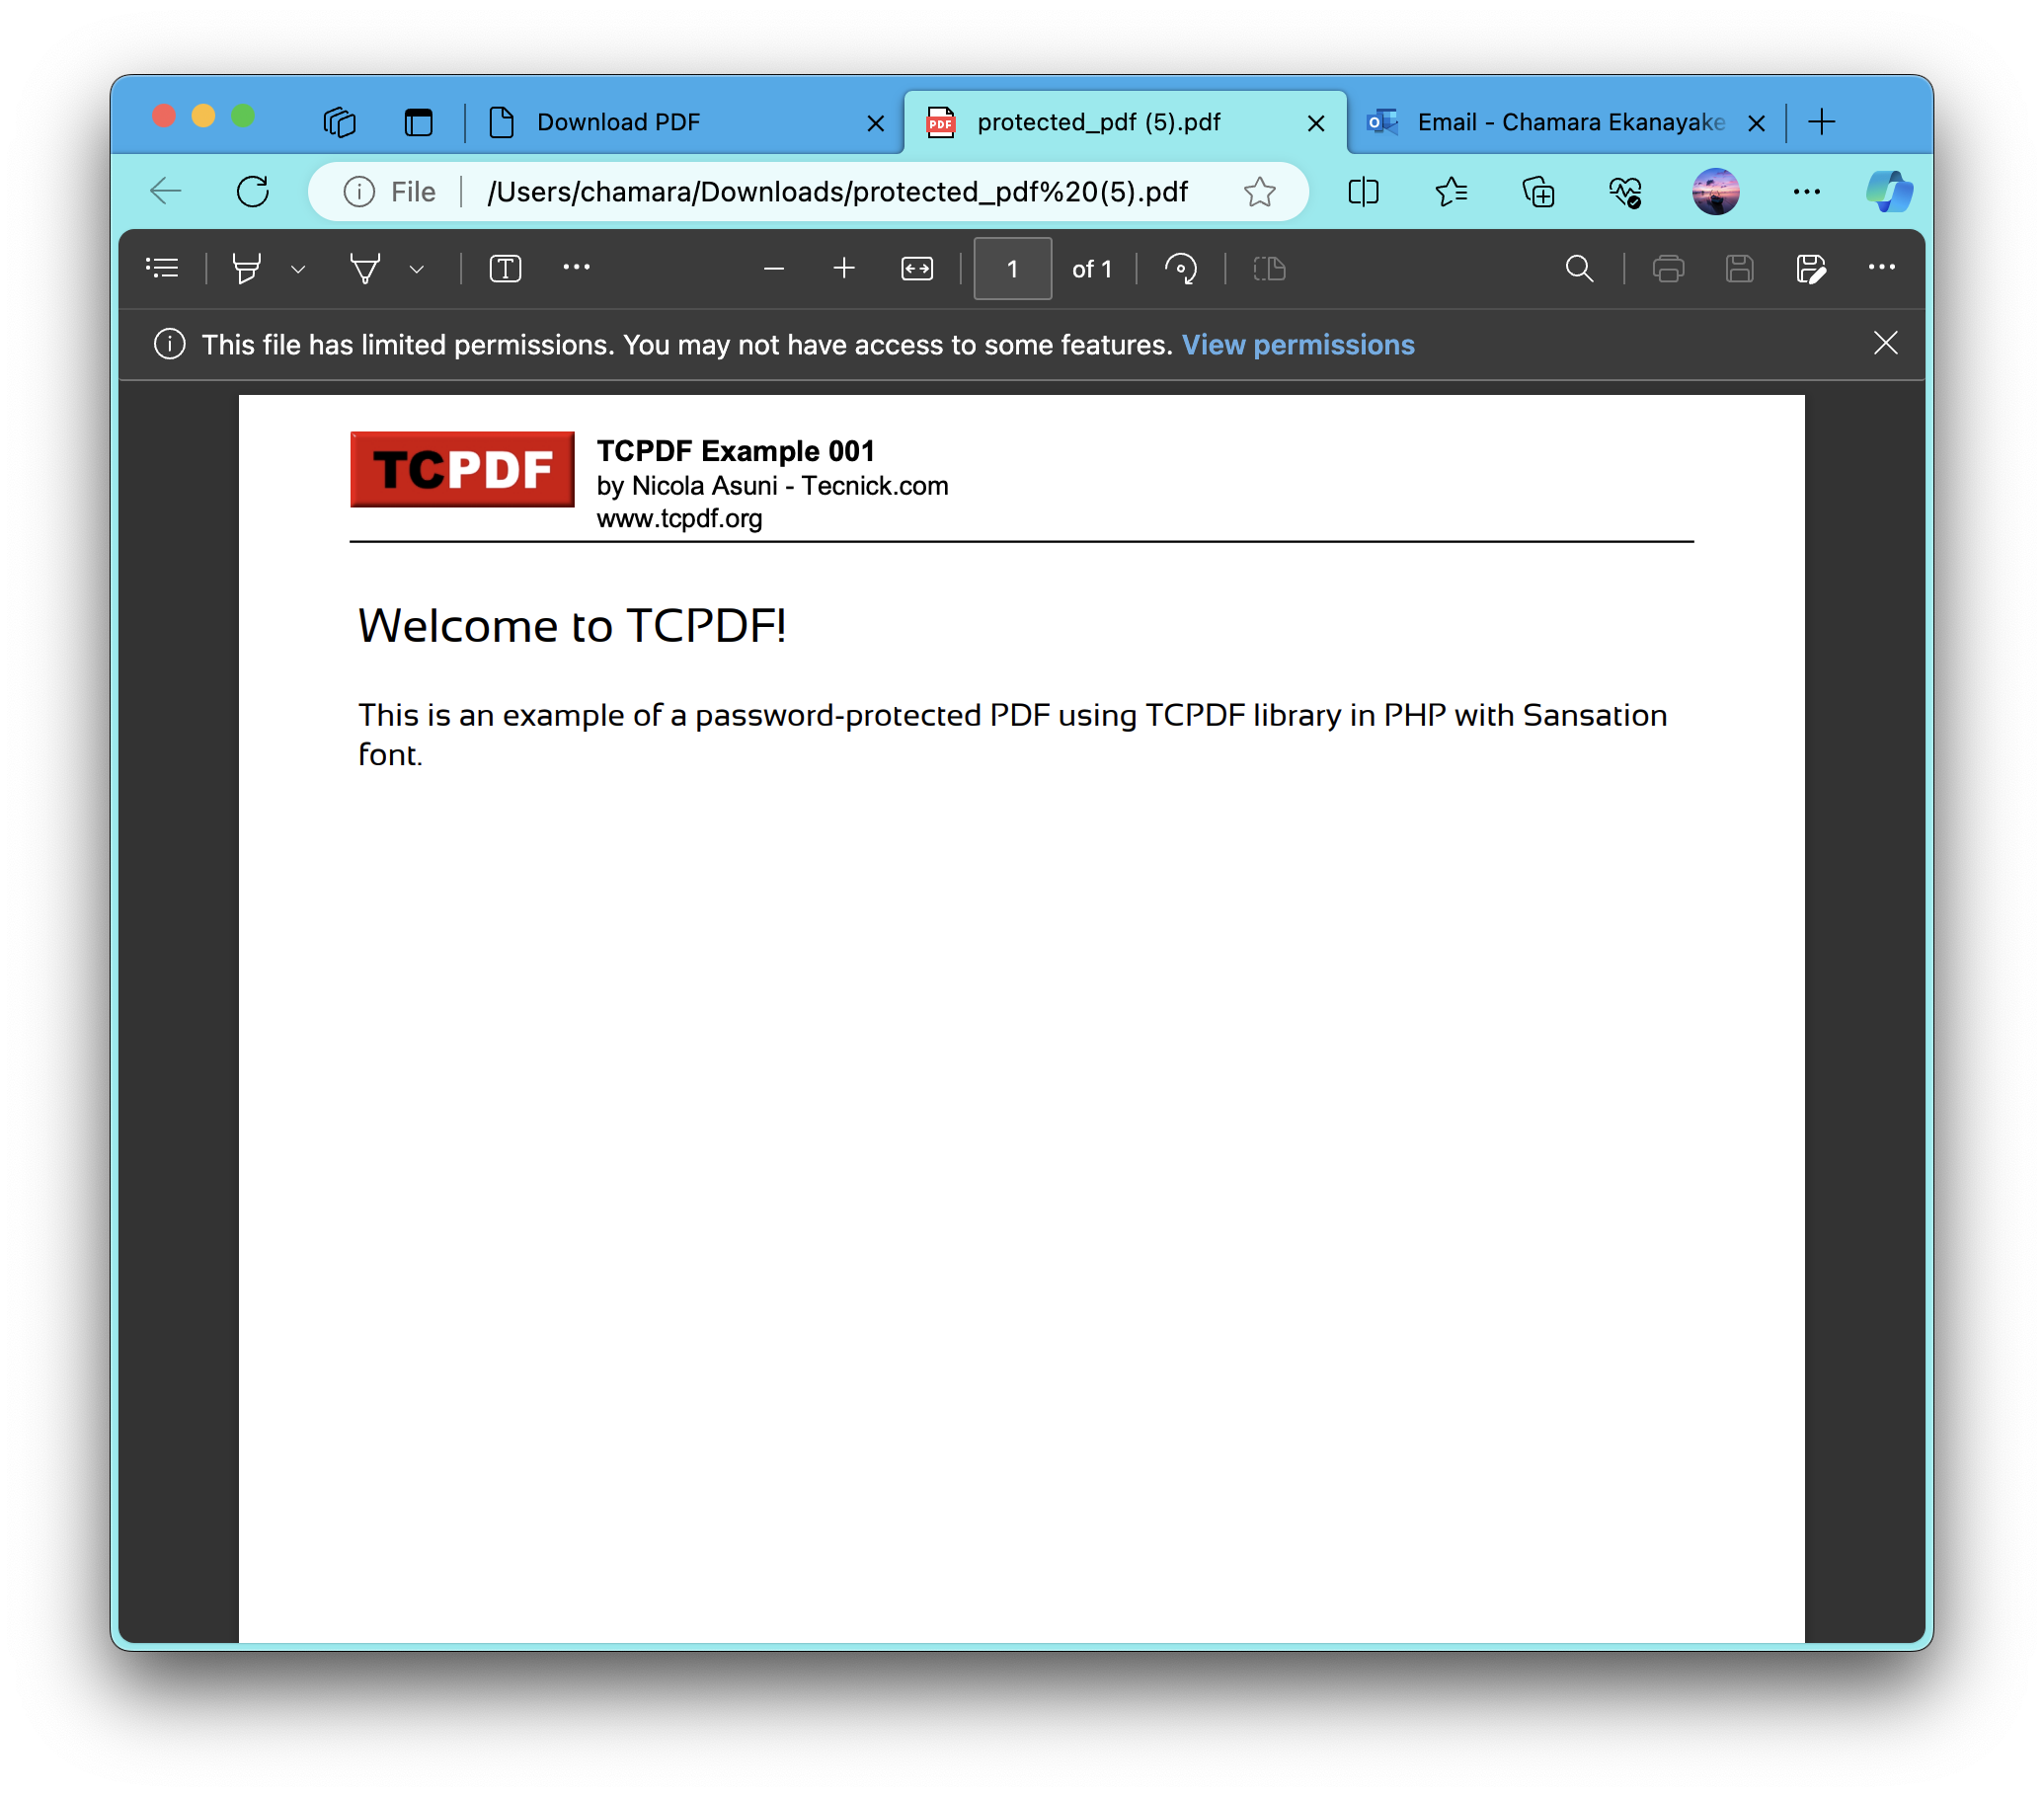 Download PDF
PDF
protected_pdf (5).pdf
Email - Chamara Ekanayake
File
/Users/chamara/Downloads/protected_pdf%20(5).pdf
1 of 1
This file has limited permissions. You may not have access to some features. View permissions
TCPDF
TCPDF Example 001
by Nicola Asuni - Tecnick.com
www.tcpdf.org
Welcome to TCPDF!
This is an example of a password-protected PDF using TCPDF library in PHP with Sansation
font.